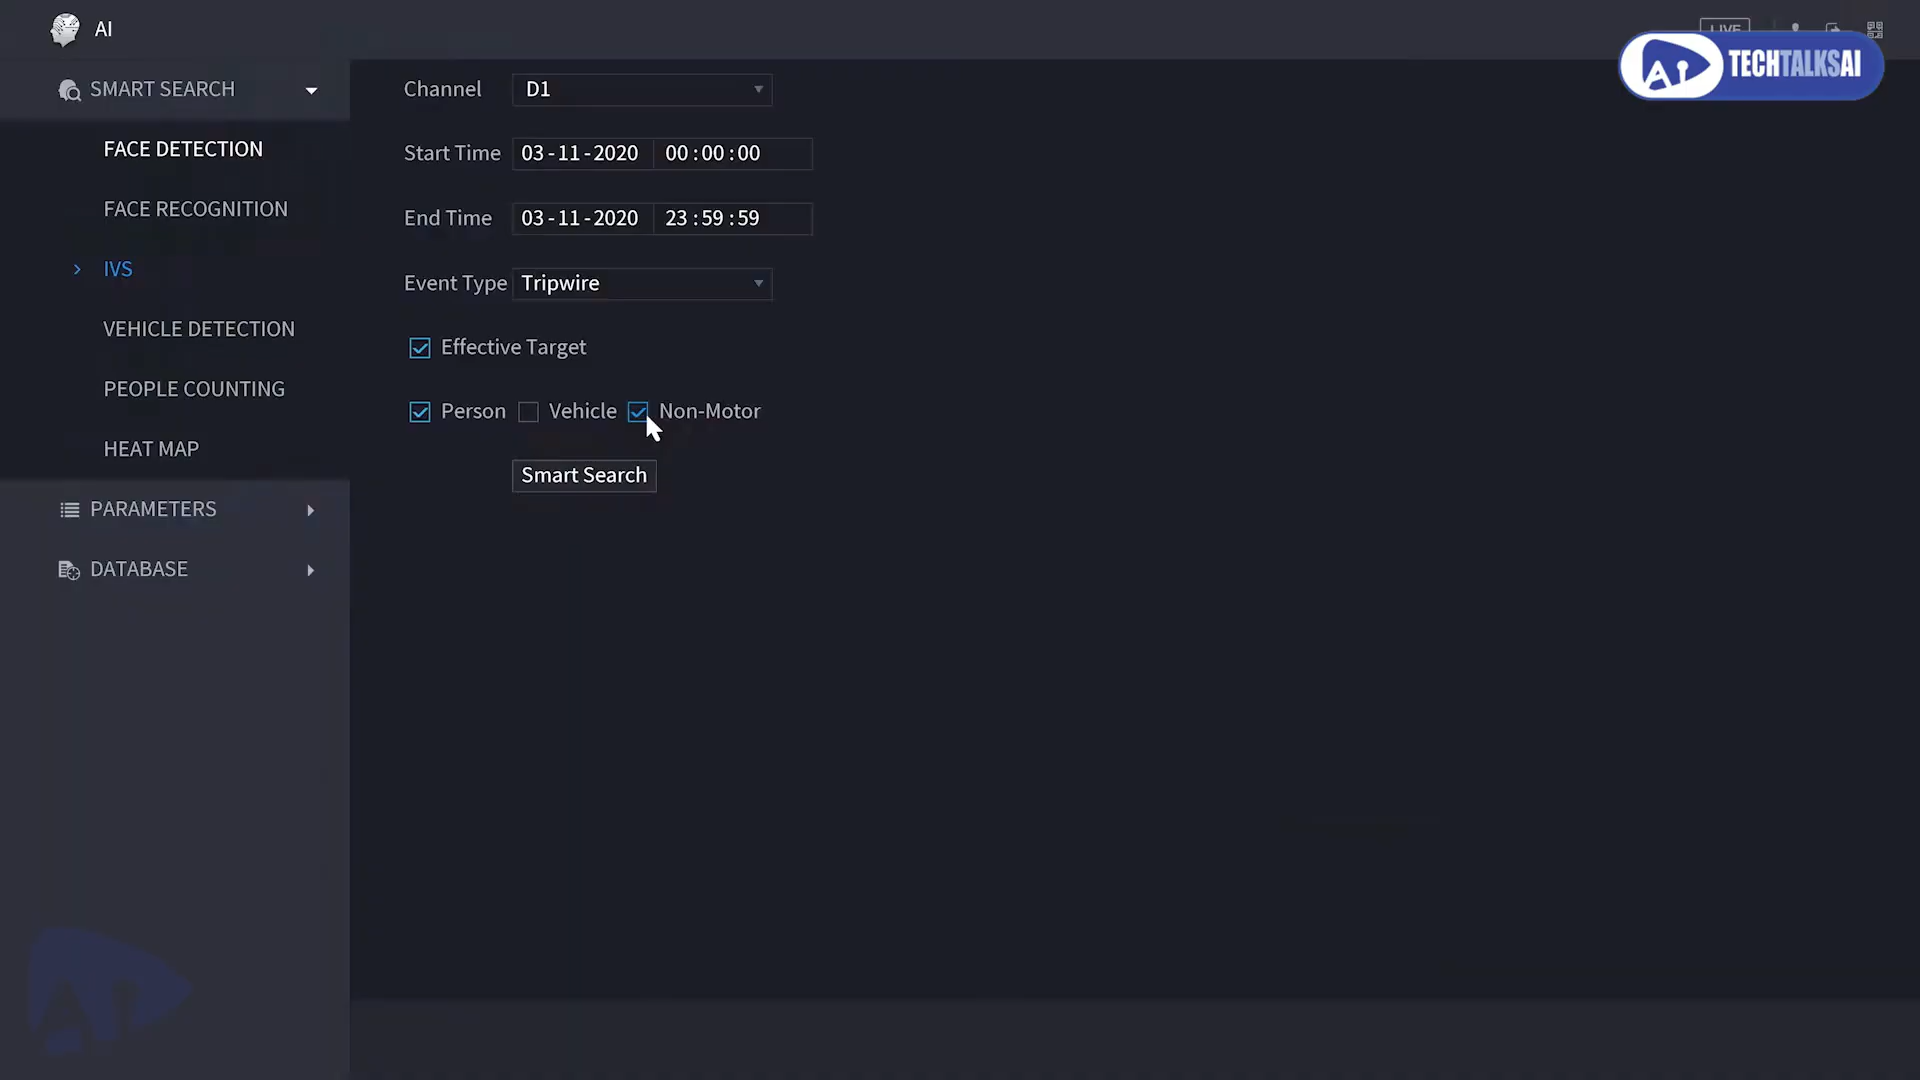 AI
LIVE
TECHTALKSAI
SMART SEARCH
Channel D1
FACE DETECTION
Start Time 03-11-2020 00:00:00
FACE RECOGNITION
End Time 03-11-2020 23:59:59
IVS
Event Type Tripwire
VEHICLE DETECTION
Effective Target
PEOPLE COUNTING
Person Vehicle Non-Motor
HEAT MAP
Smart Search
PARAMETERS
DATABASE